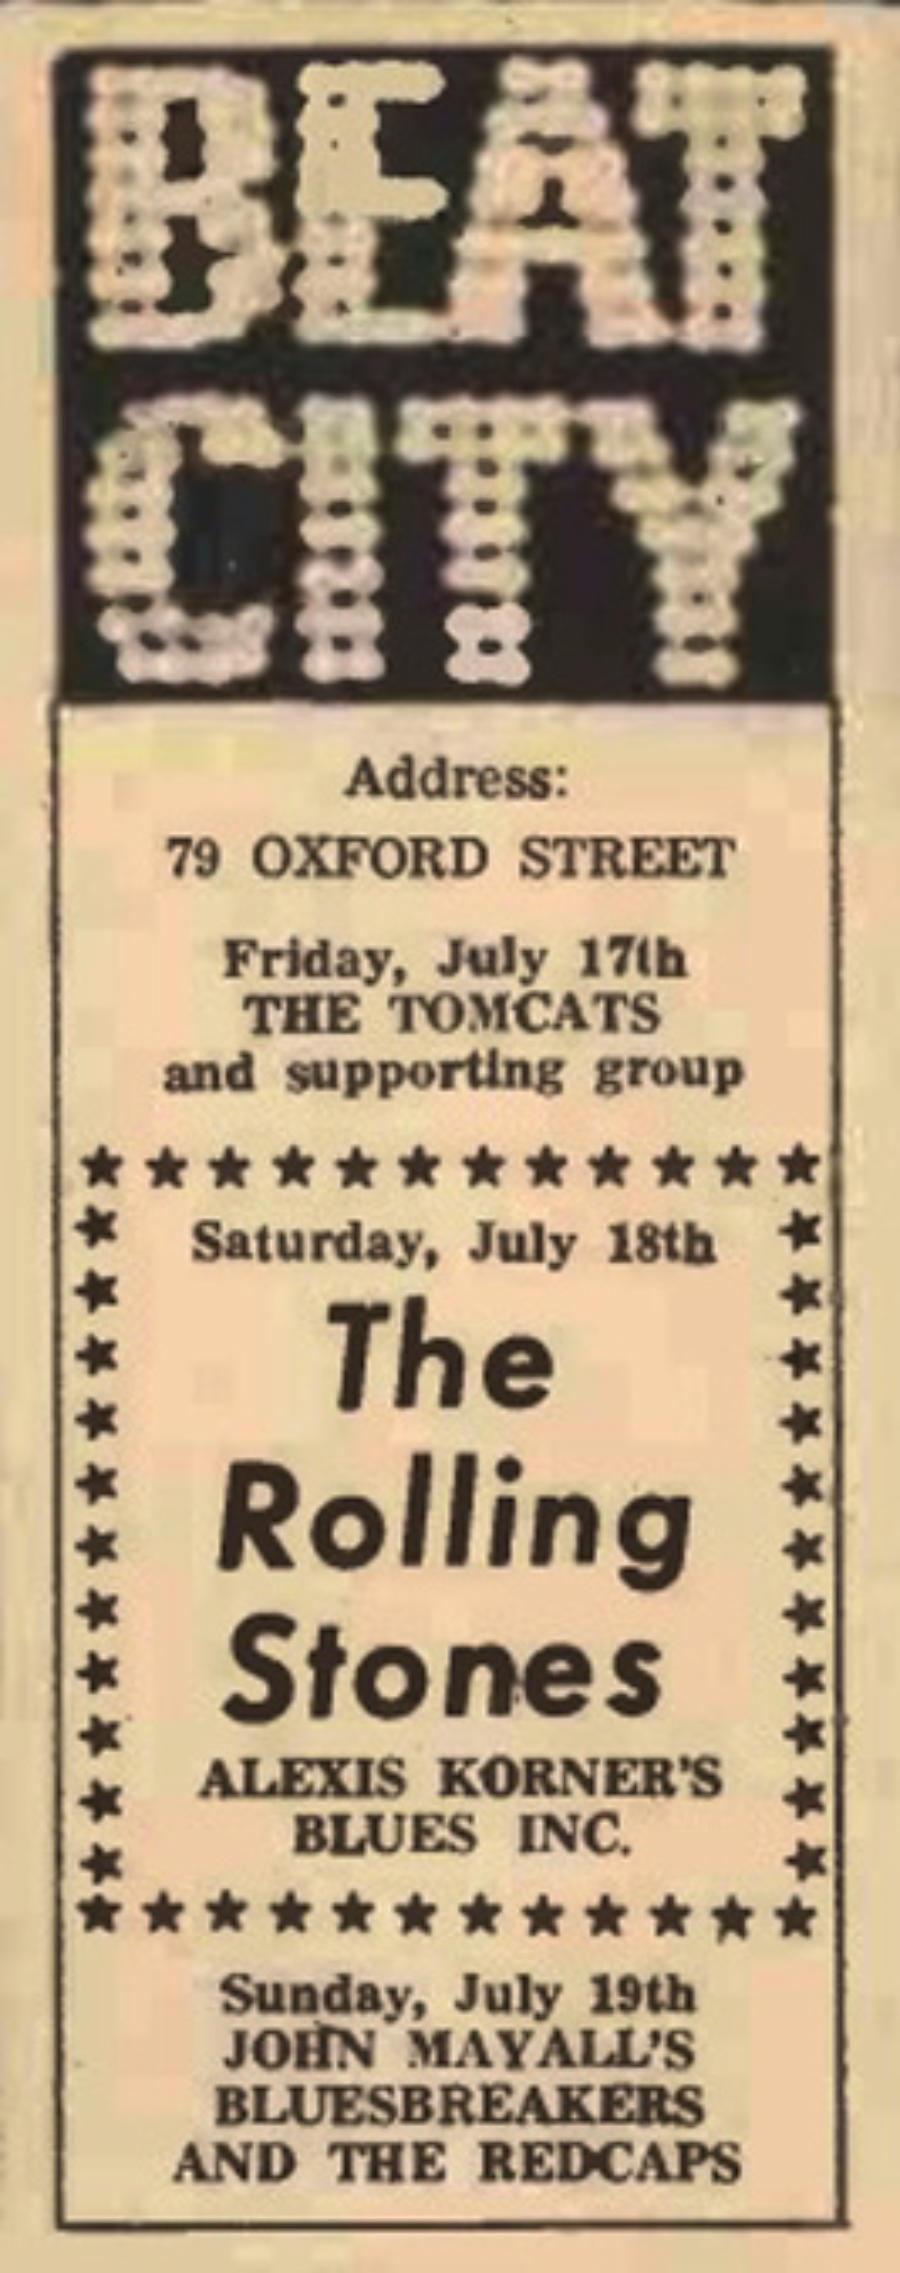 BEAT
CITY
Address:
79 OXFORD STREET
Friday, July 17th
THE TOMCATS
and supporting group
Saturday, July 18th
The
Rolling
Stones
ALEXIS KORNER'S
BLUES INC.
Sunday, July 19th
JOHN MAYALL'S
BLUESBREAKERS
AND THE REDCAPS